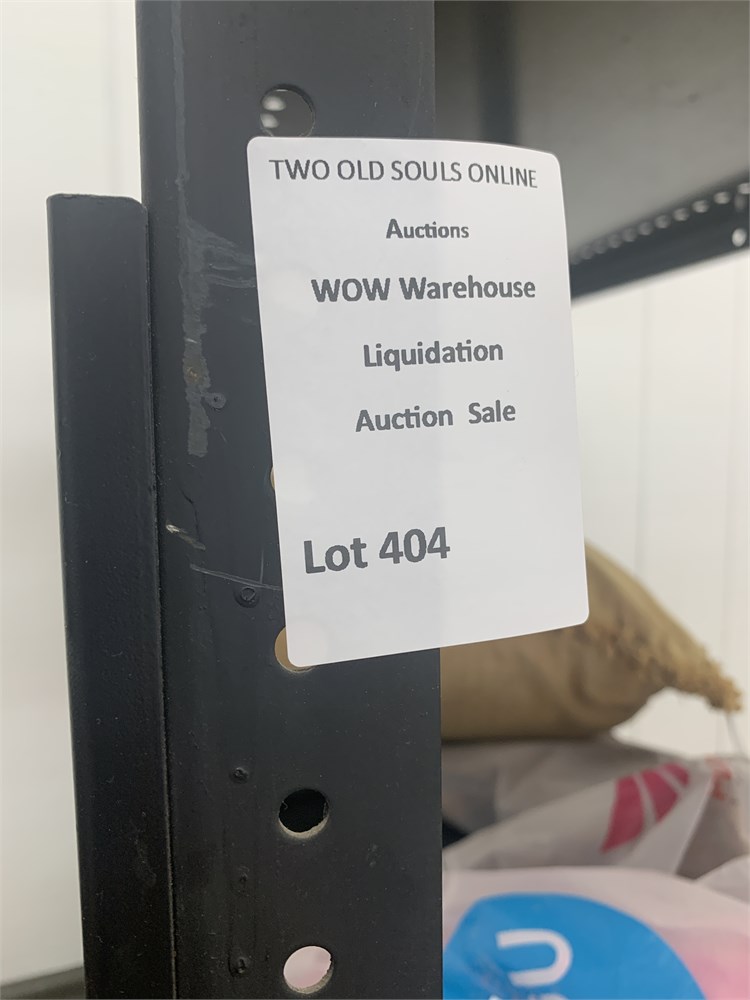 TWO OLD SOULS ONLINE
Auctions
WOW Warehouse
Liquidation
Auction Sale
Lot 404